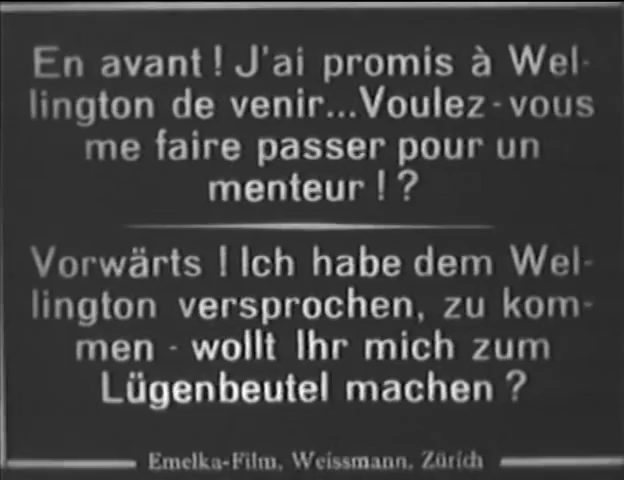 En avant ! J'ai promis à Wel-
lington de venir... Voulez-vous
me faire passer pour un
menteur ! ?
Vorwärts ! Ich habe dem Wel-
lington versprochen, zu kom-
men - wollt Ihr mich zum
Lügenbeutel machen ?
Emelka-Film, Weissmann, Zürich